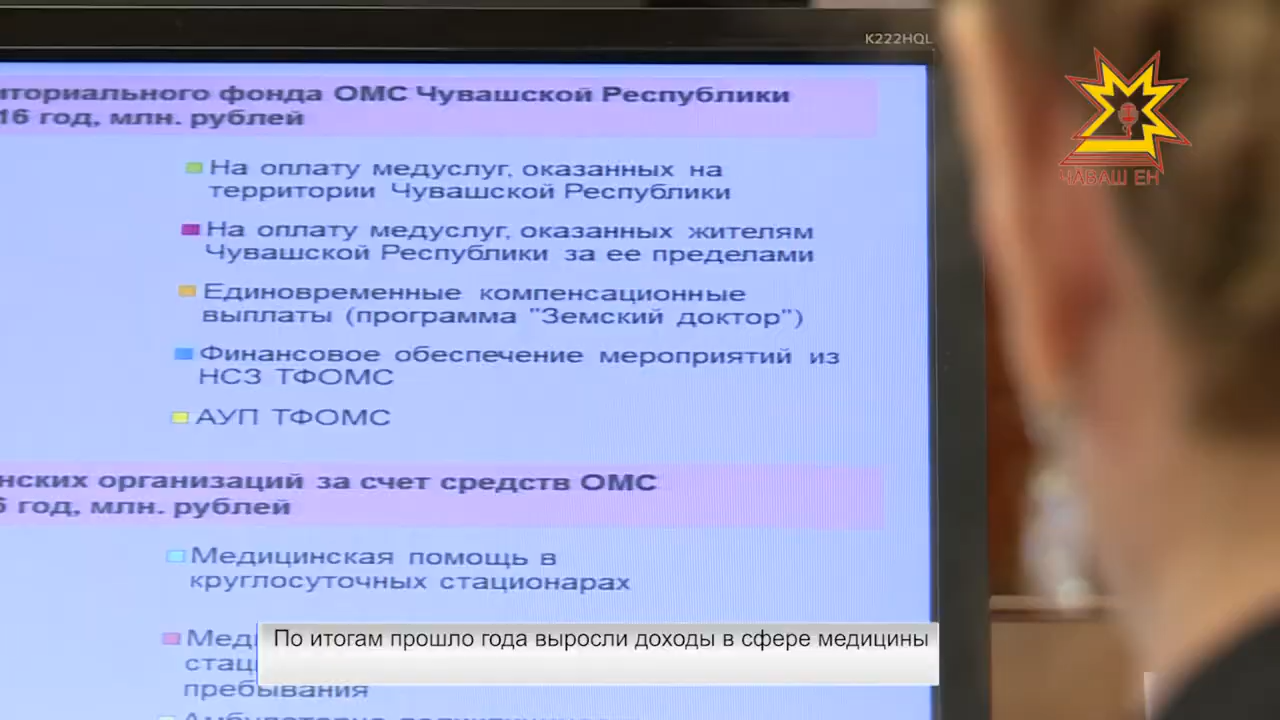 K222HQL
иториального фонда ОМС Чувашской Республики
16 год, млн. рублей
На оплату медуслуг, оказанных на
территории Чувашской Республики
На оплату медуслуг, оказанных жителям
Чувашской Республики за ее пределами
Единовременные компенсационные
выплаты (программа "Земский доктор")
Финансовое обеспечение мероприятий из
НСЗ ТФОМС
АУП ТФОМС
нских организаций за счет средств ОМС
6 год, млн. рублей
Медицинская помощь в
круглосуточных стационарах
пребывания
По итогам прошло года выросли доходы в сфере медицины
ЧАВАШ ЕН